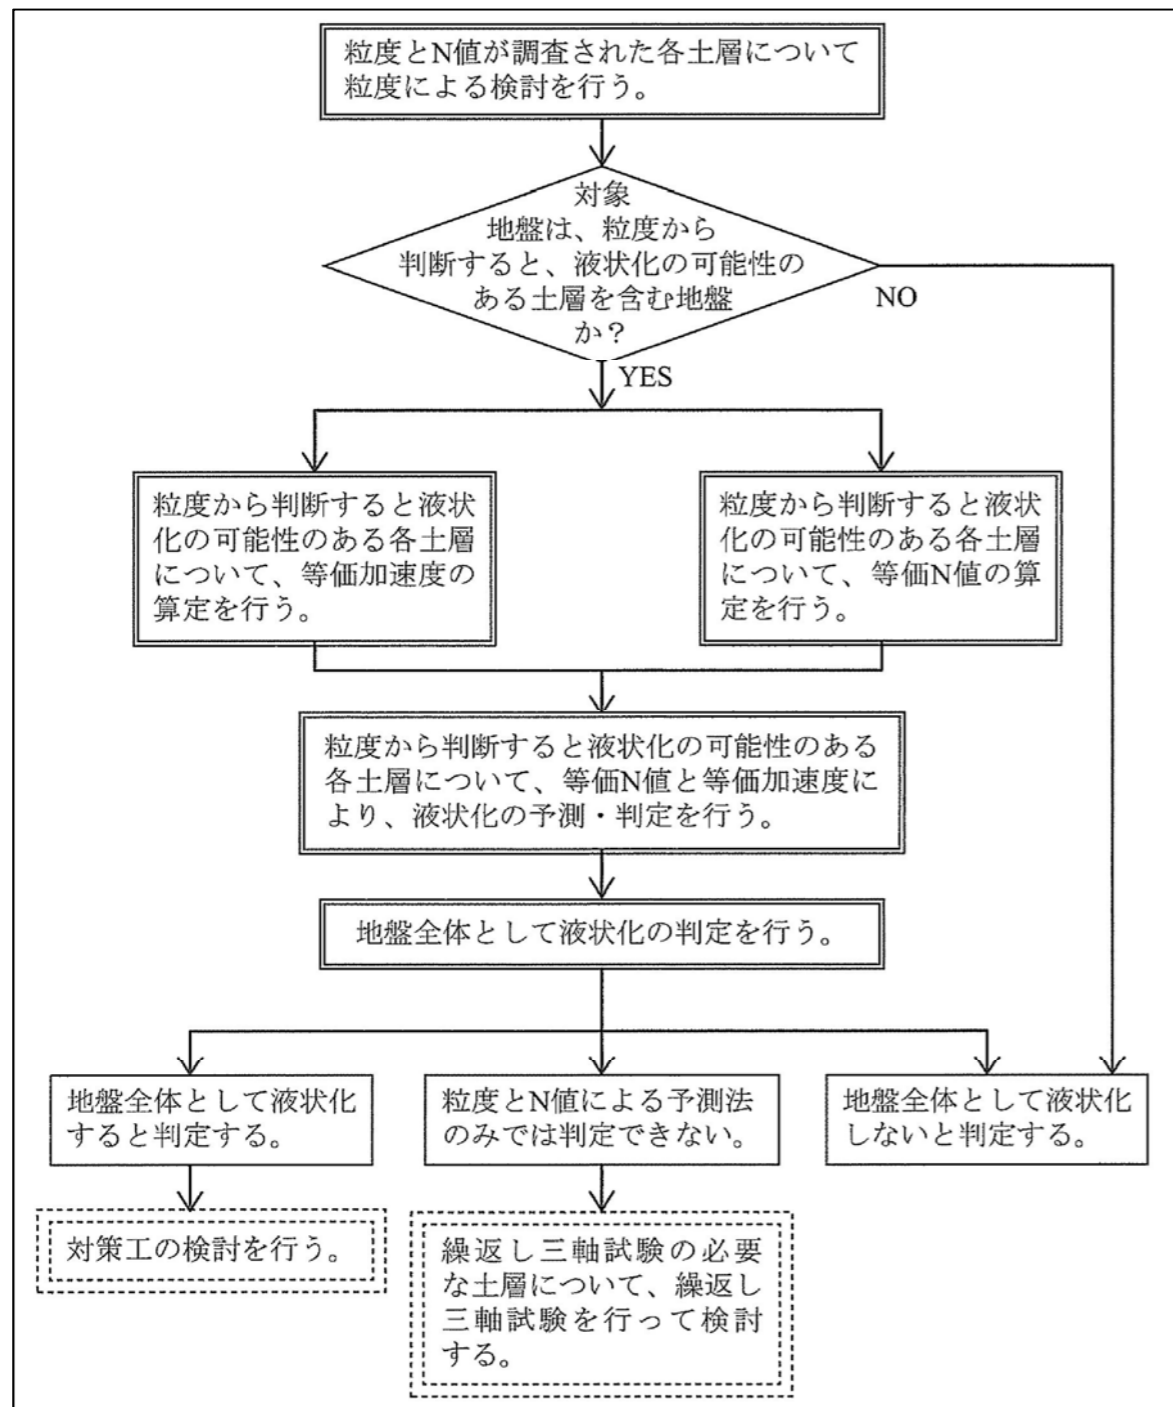 粒度とN値が調査された各土層について
粒度による検討を行う。
対象
地盤は、粒度から
判断すると、液状化の可能性の
ある土層を含む地盤
か？
NO
YES
粒度から判断すると液状
化の可能性のある各土層
について、等価加速度の
算定を行う。
粒度から判断すると液状
化の可能性のある各土層
について、等価N値の算
定を行う。
粒度から判断すると液状化の可能性のある
各土層について、等価N値と等価加速度に
より、液状化の予測・判定を行う。
地盤全体として液状化の判定を行う。
地盤全体として液状化
すると判定する。
粒度とN値による予測法
のみでは判定できない。
地盤全体として液状化
しないと判定する。
対策工の検討を行う。
繰返し三軸試験の必要
な土層について、繰返し
三軸試験を行って検討
する。